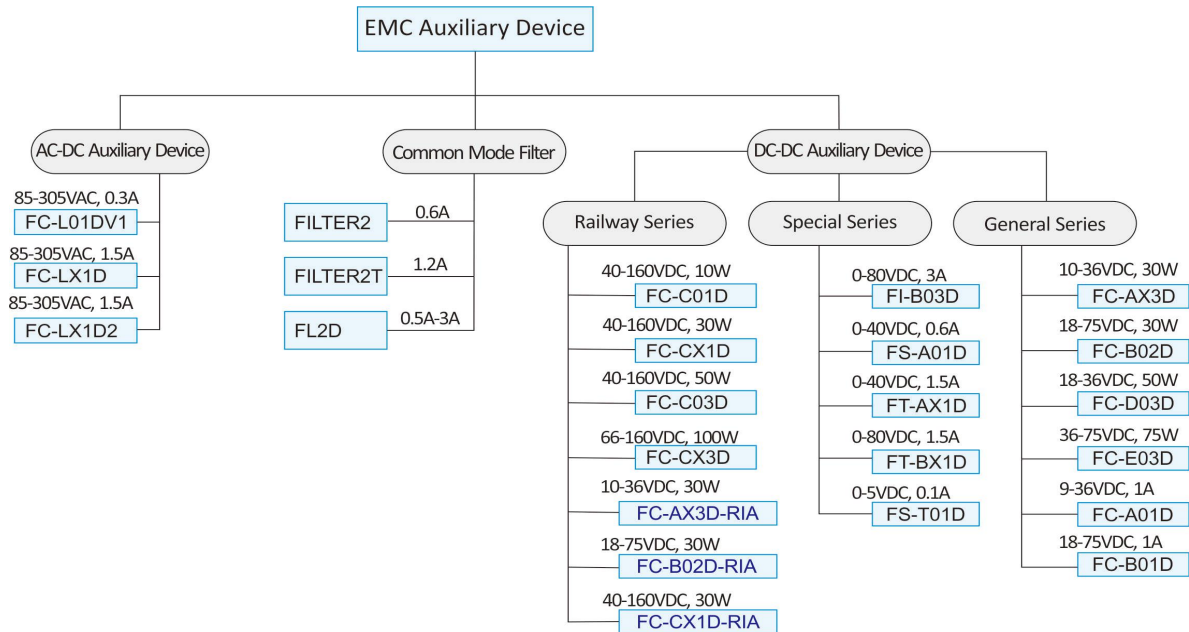 EMC Auxiliary Device
AC-DC Auxiliary Device
85-305VAC, 0.3A
FC-L01DV1
85-305VAC, 1.5A
FC-LX1D
85-305VAC, 1.5A
FC-LX1D2
Common Mode Filter
FILTER2
0.6A
FILTER2T
1.2A
FL2D
0.5A-3A
DC-DC Auxiliary Device
Railway Series
40-160VDC, 10W
FC-C01D
40-160VDC, 30W
FC-CX1D
40-160VDC, 50W
FC-C03D
66-160VDC, 100W
FC-CX3D
10-36VDC, 30W
FC-AX3D-RIA
18-75VDC, 30W
FC-B02D-RIA
40-160VDC, 30W
FC-CX1D-RIA
Special Series
0-80VDC, 3A
FI-B03D
0-40VDC, 0.6A
FS-A01D
0-40VDC, 1.5A
FT-AX1D
0-80VDC, 1.5A
FT-BX1D
0-5VDC, 0.1A
FS-T01D
General Series
10-36VDC, 30W
FC-AX3D
18-75VDC, 30W
FC-B02D
18-36VDC, 50W
FC-D03D
36-75VDC, 75W
FC-E03D
9-36VDC, 1A
FC-A01D
18-75VDC, 1A
FC-B01D